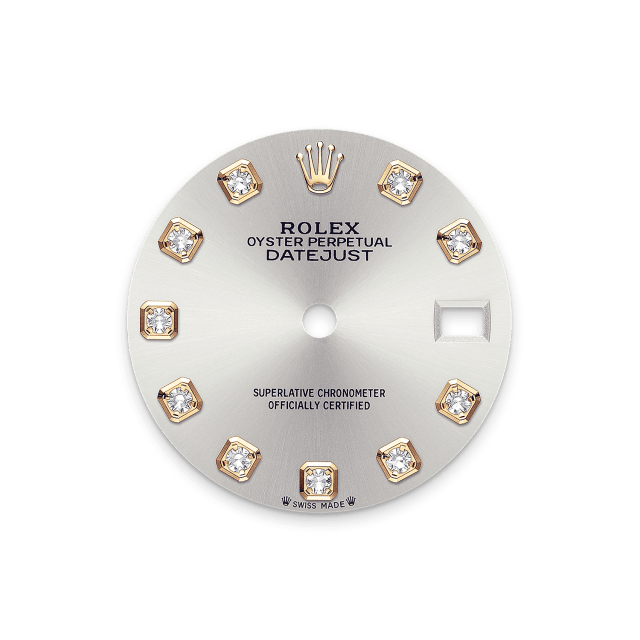 ROLEX
OYSTER PERPETUAL
DATEJUST
SUPERLATIVE CHRONOMETER
OFFICIALLY CERTIFIED
SWISS MADE